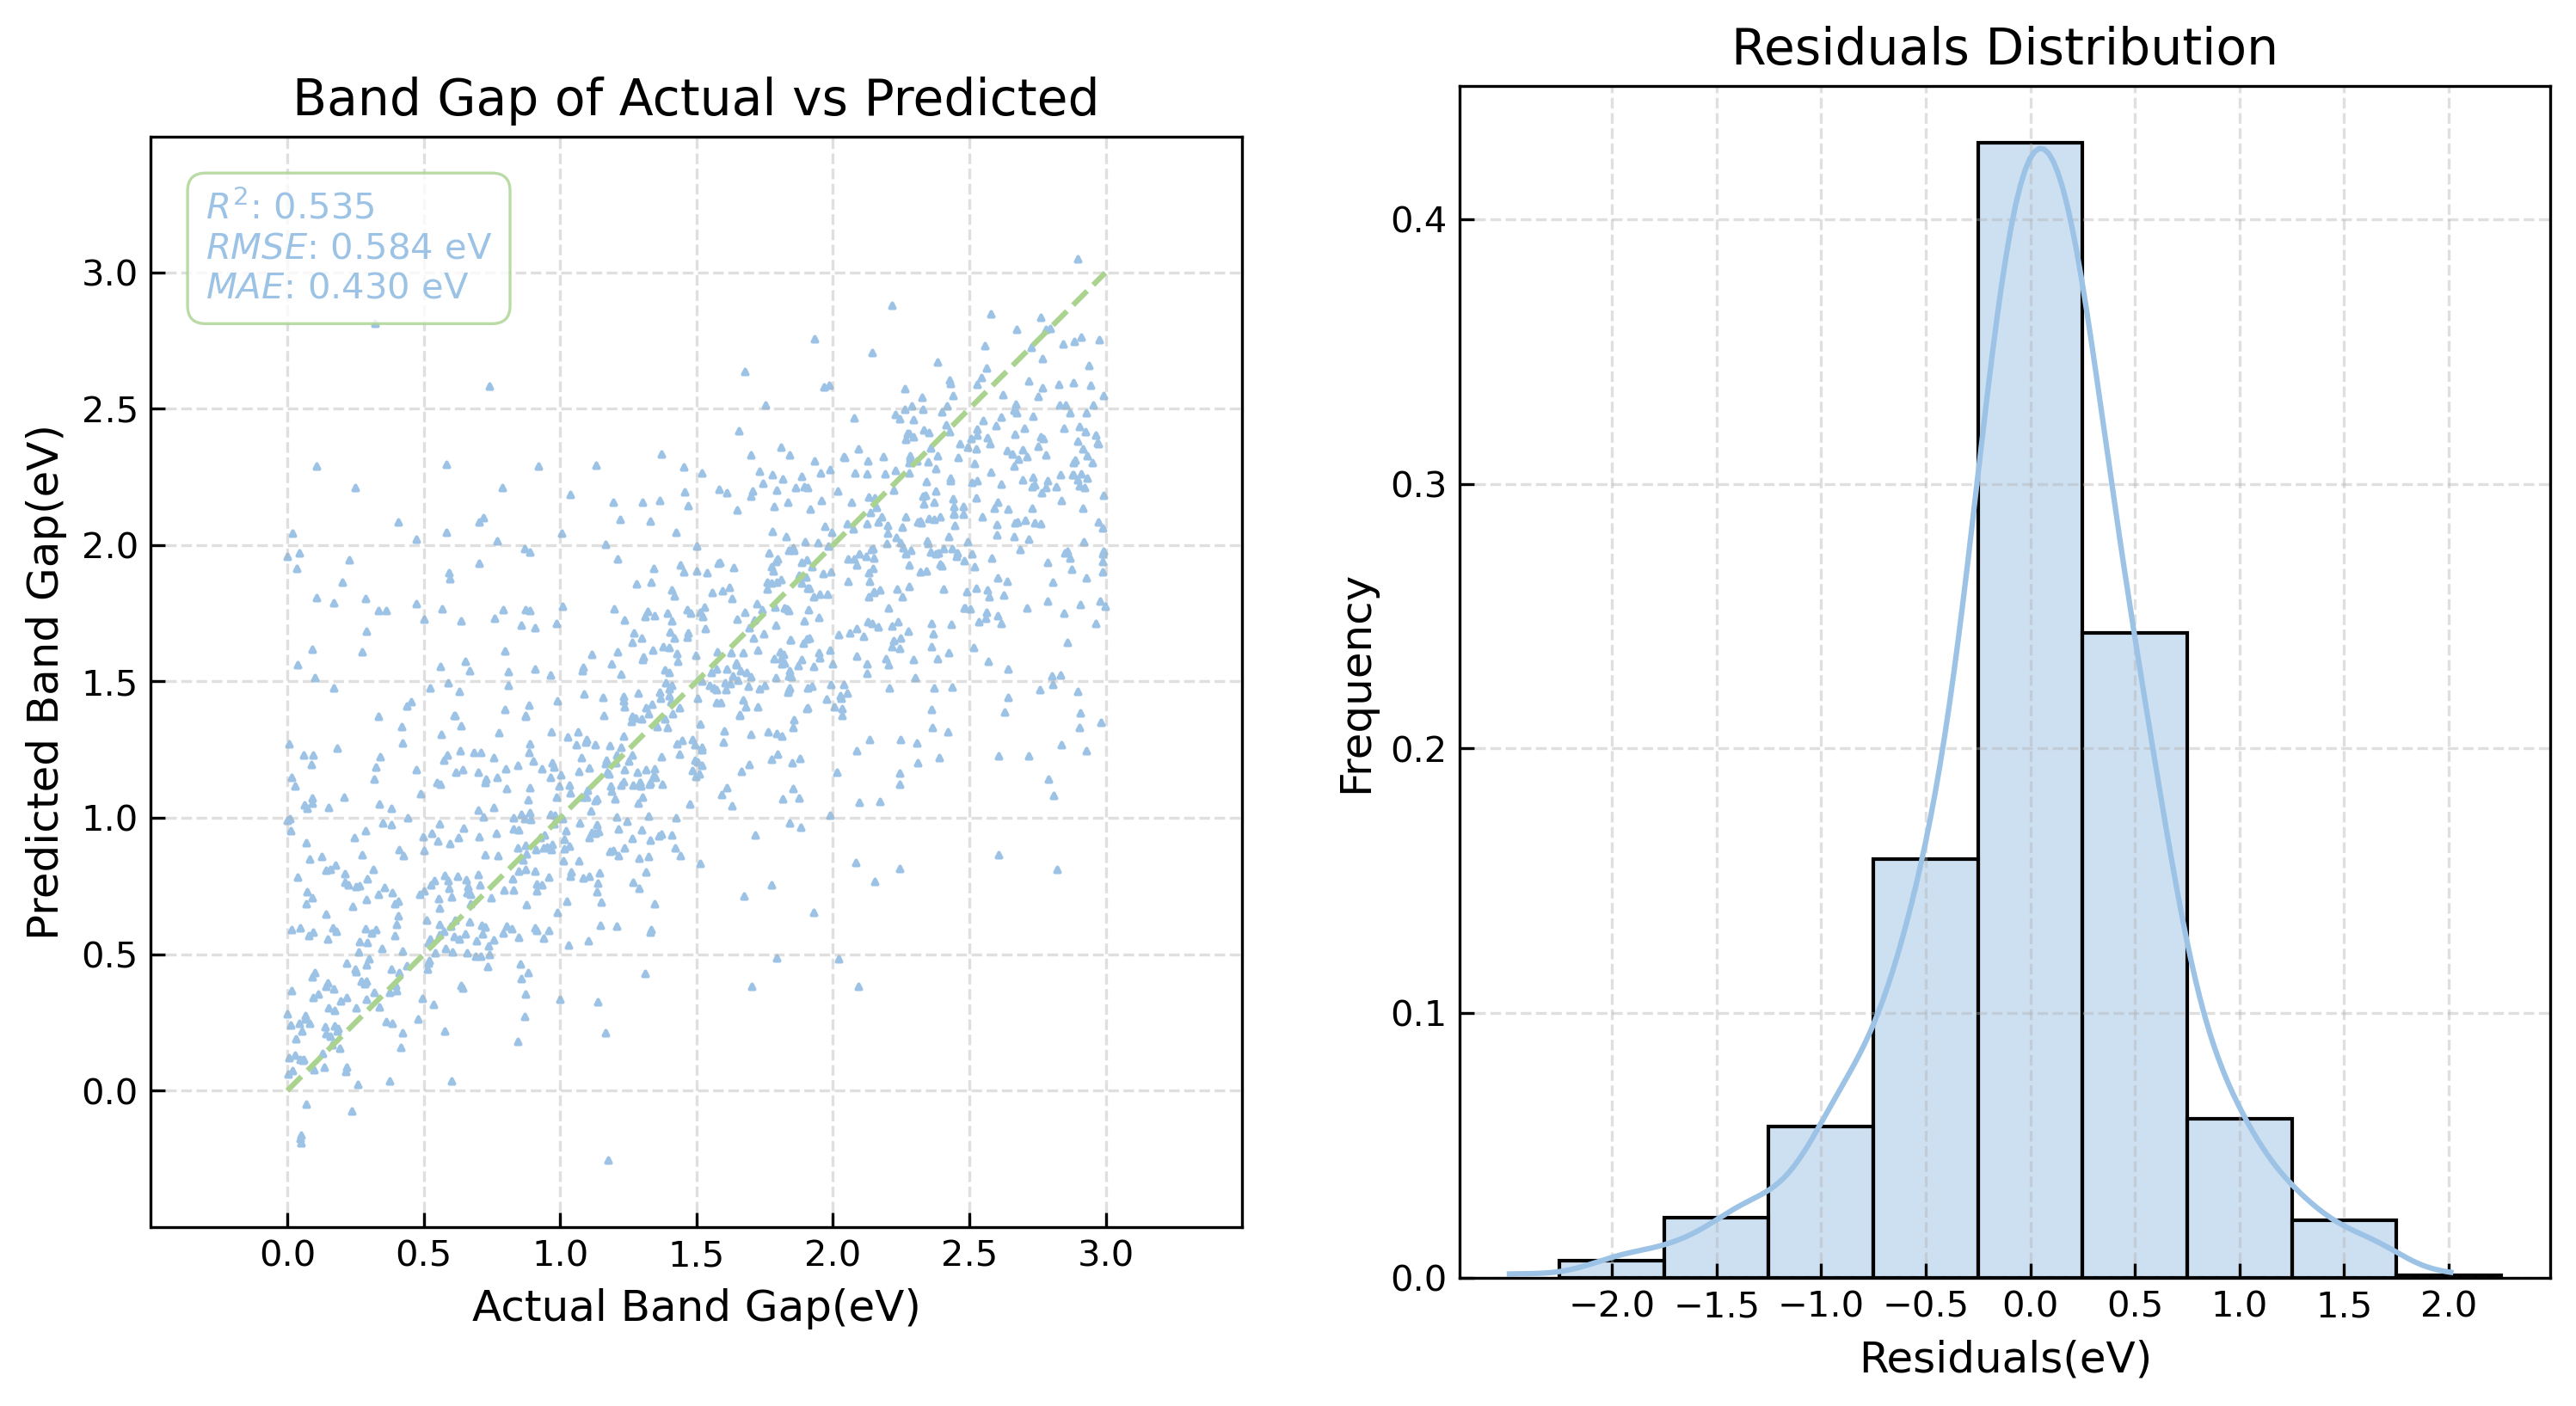 Band Gap of Actual vs Predicted
R²: 0.535
RMSE: 0.584 eV
MAE: 0.430 eV
3.0
2.5
2.0
1.5
1.0
0.5
0.0
Predicted Band Gap(eV)
0.0 0.5 1.0 1.5 2.0 2.5 3.0
Actual Band Gap(eV)
Residuals Distribution
0.4
0.3
0.2
0.1
0.0
Frequency
−2.0 −1.5 −1.0 −0.5 0.0 0.5 1.0 1.5 2.0
Residuals(eV)